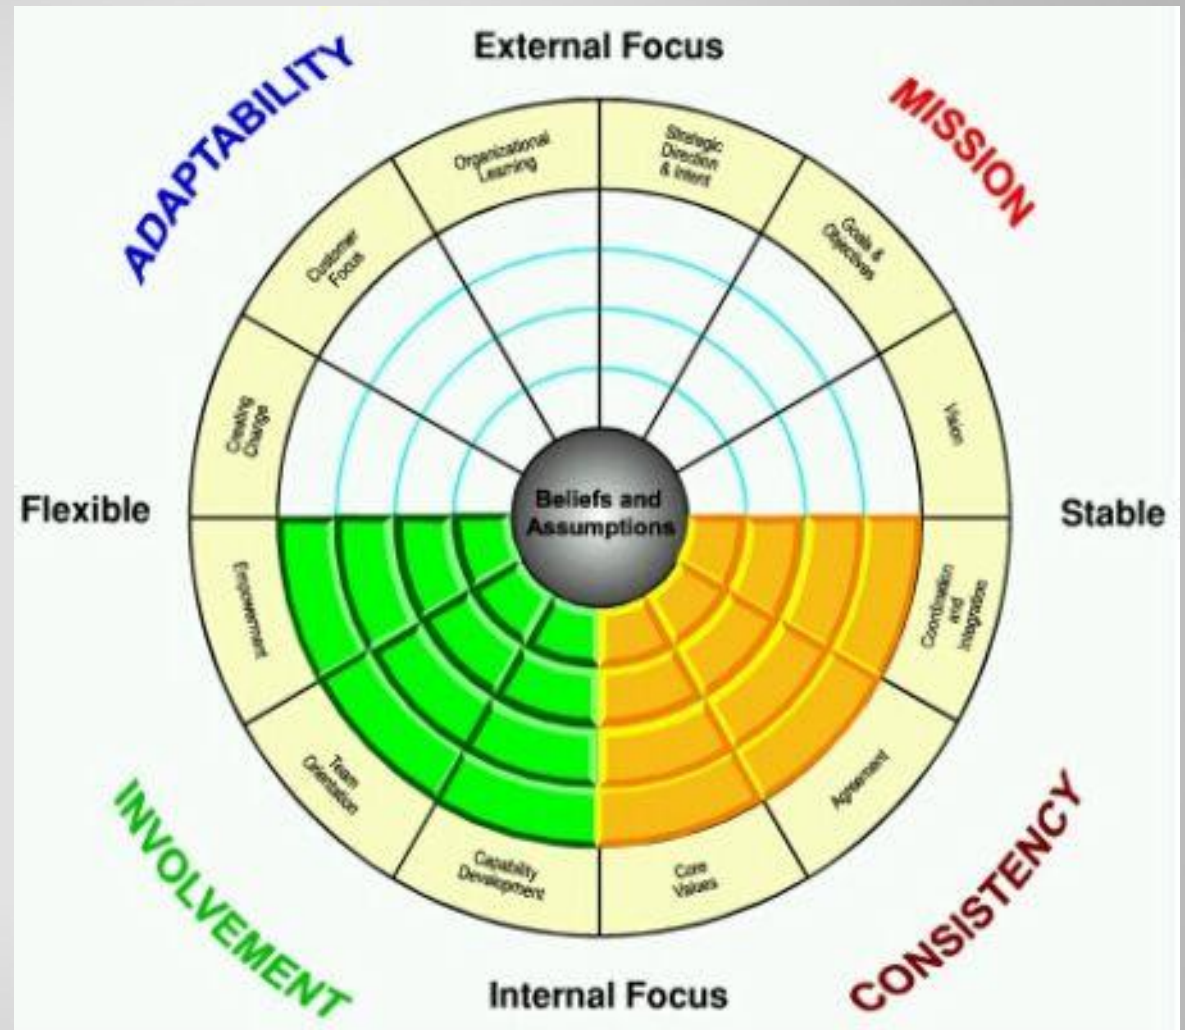 External Focus
ADAPTABILITY
MISSION
Organizational
Learning
Strategic
Direction
& Intent
Customer
Focus
Goals &
Objectives
Creating
Change
Vision
Flexible
Beliefs and
Assumptions
Stable
Empowerment
Coordination
and
Integration
Team
Orientation
Agreement
Capability
Development
Core
Values
INVOLVEMENT
CONSISTENCY
Internal Focus